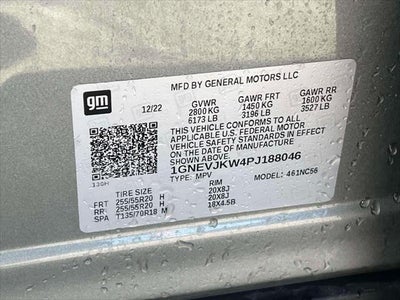 MFD BY GENERAL MOTORS LLC
gm
12/22 GVWR GAWR FRT GAWR RR
2800 KG 1450 KG 1600 KG
6173 LB 3196 LB 3527 LB
THIS VEHICLE CONFORMS TO ALL
APPLICABLE U.S. FEDERAL MOTOR
VEHICLE SAFETY STANDARDS IN
EFFECT ON THE DATE OF MANUFACTURE
SHOWN ABOVE.
1GNEVJKW4PJ188046
TYPE: MPV MODEL: 461NC56
TIRE SIZE RIM
FRT 255/55R20 H 20X8J
RR 255/55R20 H 20X8J
SPA T135/70R18 M 18X4.5B